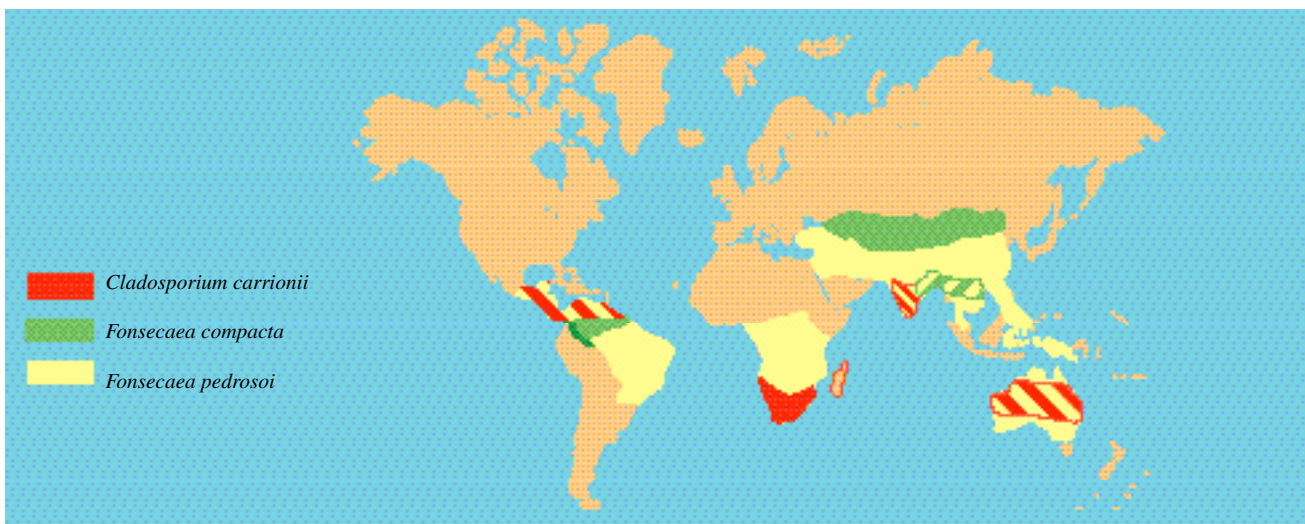 Cladosporium carrionii
Fonsecaea compacta
Fonsecaea pedrosoi